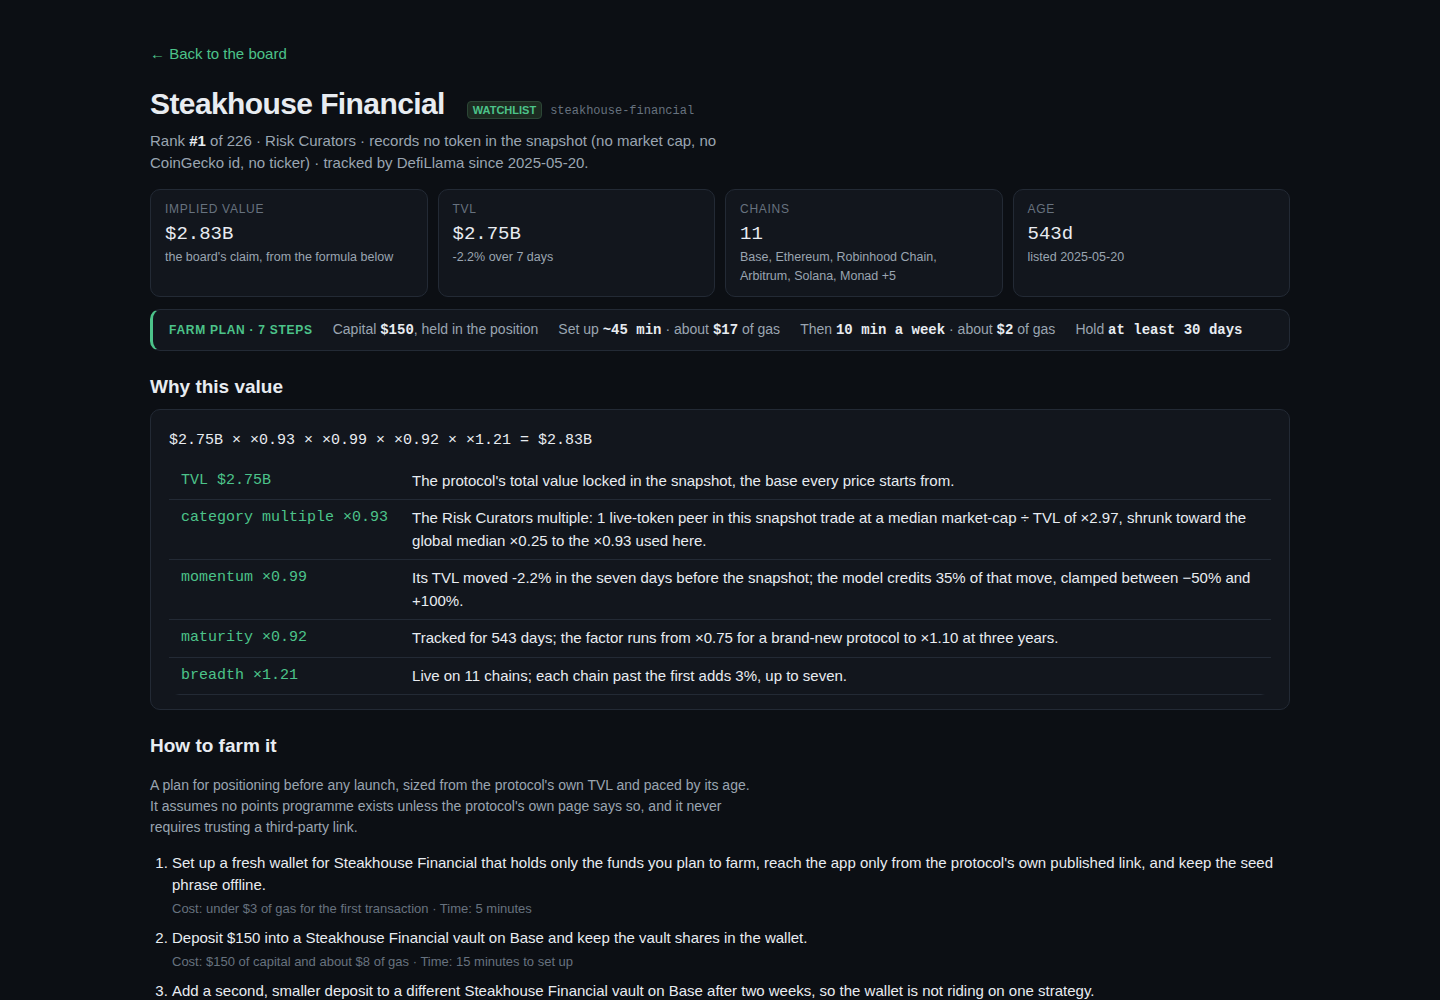 ← Back to the board
Steakhouse Financial WATCHLIST steakhouse-financial
Rank #1 of 226 · Risk Curators · records no token in the snapshot (no market cap, no
CoinGecko id, no ticker) · tracked by DefiLlama since 2025-05-20.
IMPLIED VALUE
$2.83B
the board's claim, from the formula below
TVL
$2.75B
-2.2% over 7 days
CHAINS
11
Base, Ethereum, Robinhood Chain,
Arbitrum, Solana, Monad +5
AGE
543d
listed 2025-05-20
FARM PLAN · 7 STEPS Capital $150, held in the position Set up ~45 min · about $17 of gas Then 10 min a week · about $2 of gas Hold at least 30 days
Why this value
$2.75B × ×0.93 × ×0.99 × ×0.92 × ×1.21 = $2.83B
TVL $2.75B The protocol's total value locked in the snapshot, the base every price starts from.
category multiple ×0.93 The Risk Curators multiple: 1 live-token peer in this snapshot trade at a median market-cap ÷ TVL of ×2.97, shrunk toward the
global median ×0.25 to the ×0.93 used here.
momentum ×0.99 Its TVL moved -2.2% in the seven days before the snapshot; the model credits 35% of that move, clamped between −50% and
+100%.
maturity ×0.92 Tracked for 543 days; the factor runs from ×0.75 for a brand-new protocol to ×1.10 at three years.
breadth ×1.21 Live on 11 chains; each chain past the first adds 3%, up to seven.
How to farm it
A plan for positioning before any launch, sized from the protocol's own TVL and paced by its age.
It assumes no points programme exists unless the protocol's own page says so, and it never
requires trusting a third-party link.
1. Set up a fresh wallet for Steakhouse Financial that holds only the funds you plan to farm, reach the app only from the protocol's own published link, and keep the seed
phrase offline.
Cost: under $3 of gas for the first transaction · Time: 5 minutes
2. Deposit $150 into a Steakhouse Financial vault on Base and keep the vault shares in the wallet.
Cost: $150 of capital and about $8 of gas · Time: 15 minutes to set up
3. Add a second, smaller deposit to a different Steakhouse Financial vault on Base after two weeks, so the wallet is not riding on one strategy.